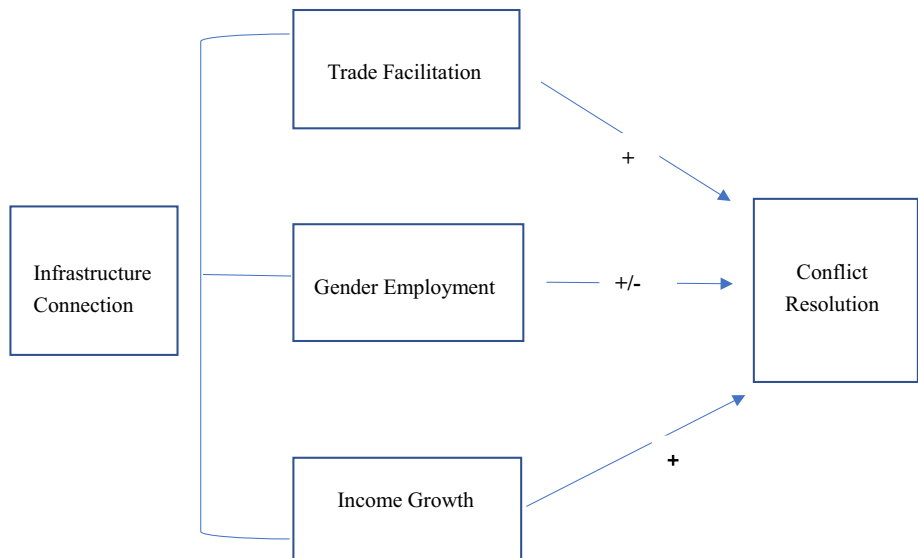 Trade Facilitation
+
Infrastructure
Connection
Gender Employment
+/-
Conflict
Resolution
+
Income Growth